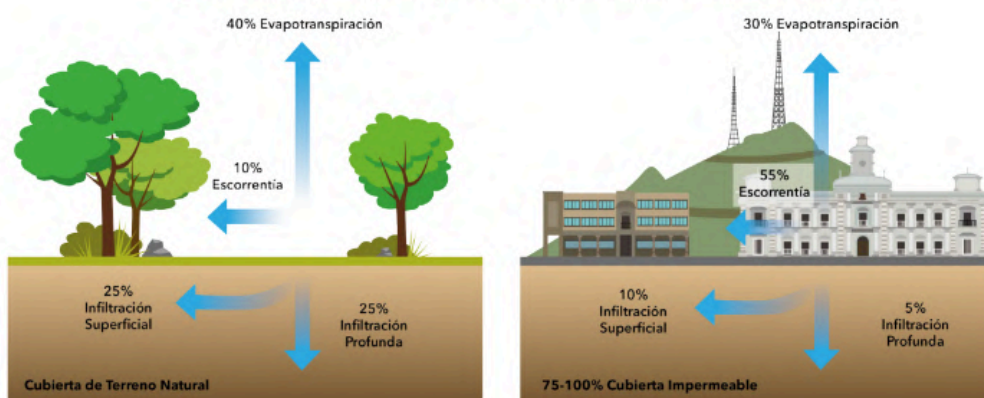 40% Evapotranspiración
10%
Escorrentía
25%
Infiltración
Superficial
25%
Infiltración
Profunda
Cubierta de Terreno Natural
30% Evapotranspiración
55%
Escorrentía
10%
Infiltración
Superficial
5%
Infiltración
Profunda
75-100% Cubierta Impermeable